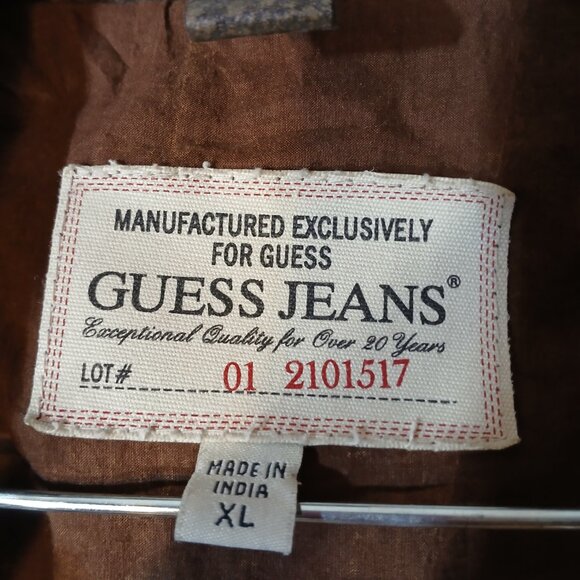 MANUFACTURED EXCLUSIVELY
FOR GUESS
GUESS JEANS®
Exceptional Quality for Over 20 Years
LOT# 01 2101517
MADE IN
INDIA
XL